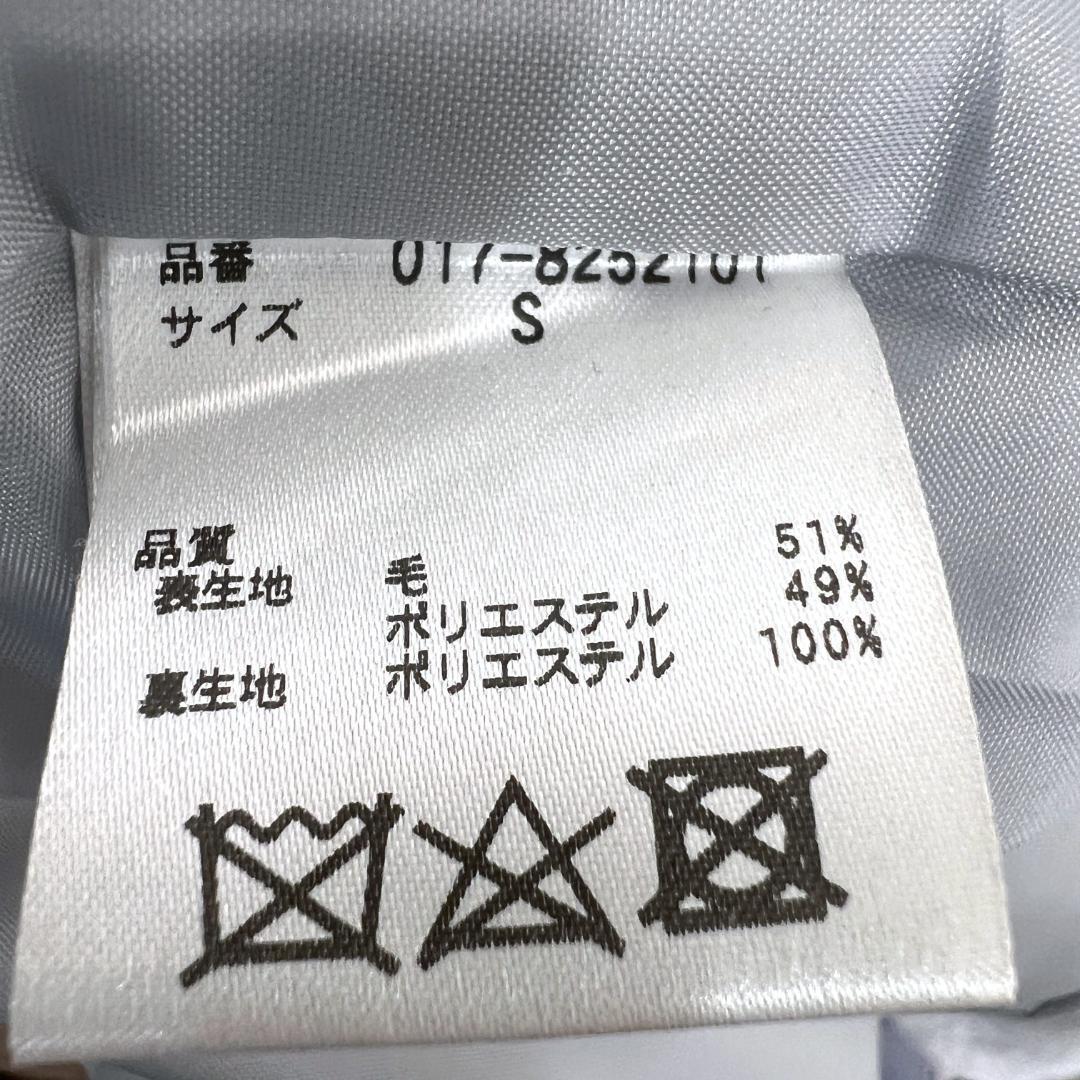 品番 017-8252101
サイズ S
品質
表生地 毛 51%
ポリエステル 49%
裏生地 ポリエステル 100%